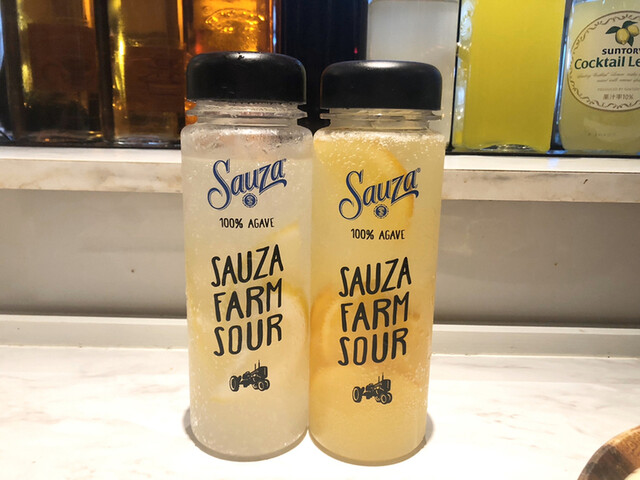 Sauza
100% AGAVE
SAUZA
FARM
SOUR
Sauza
100% AGAVE
SAUZA
FARM
SOUR
SUNTORY
Cocktail Le